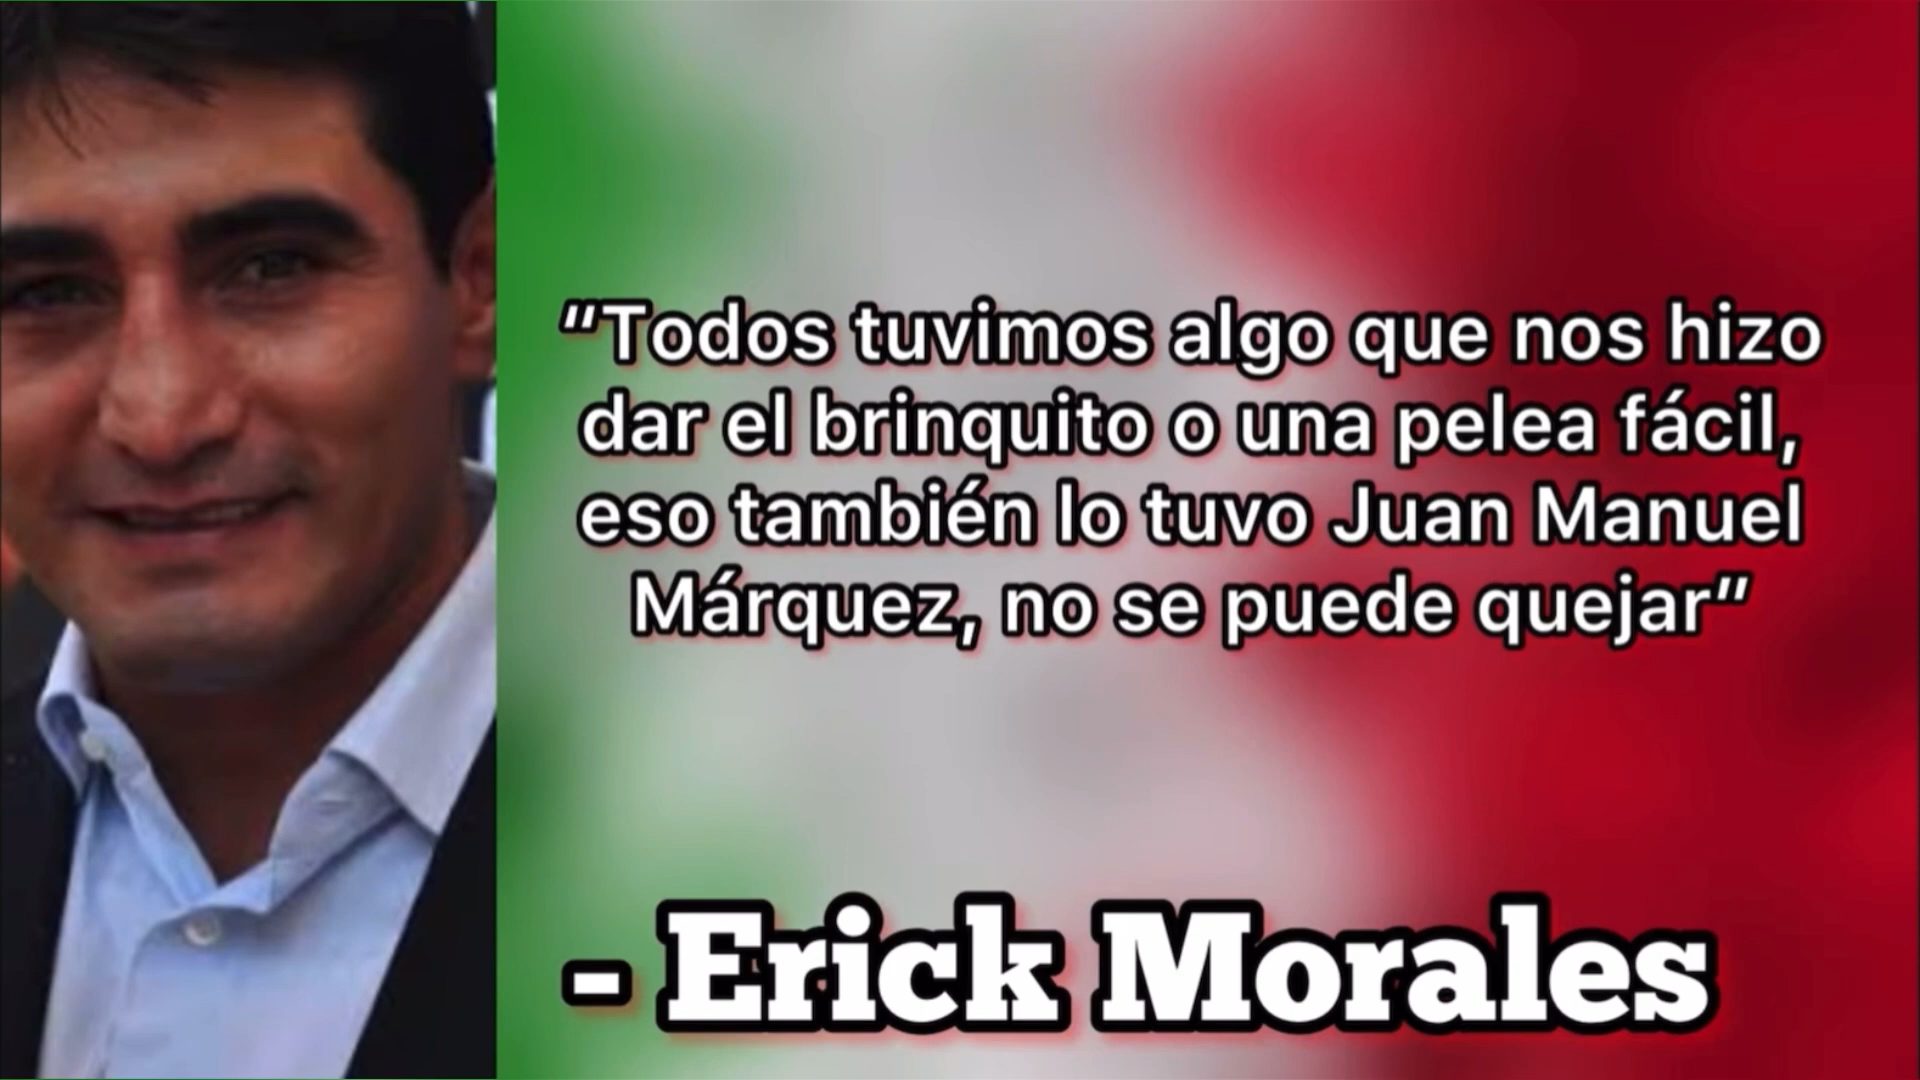 “Todos tuvimos algo que nos hizo
dar el brinquito o una pelea fácil,
eso también lo tuvo Juan Manuel
Márquez, no se puede quejar”
- Erick Morales